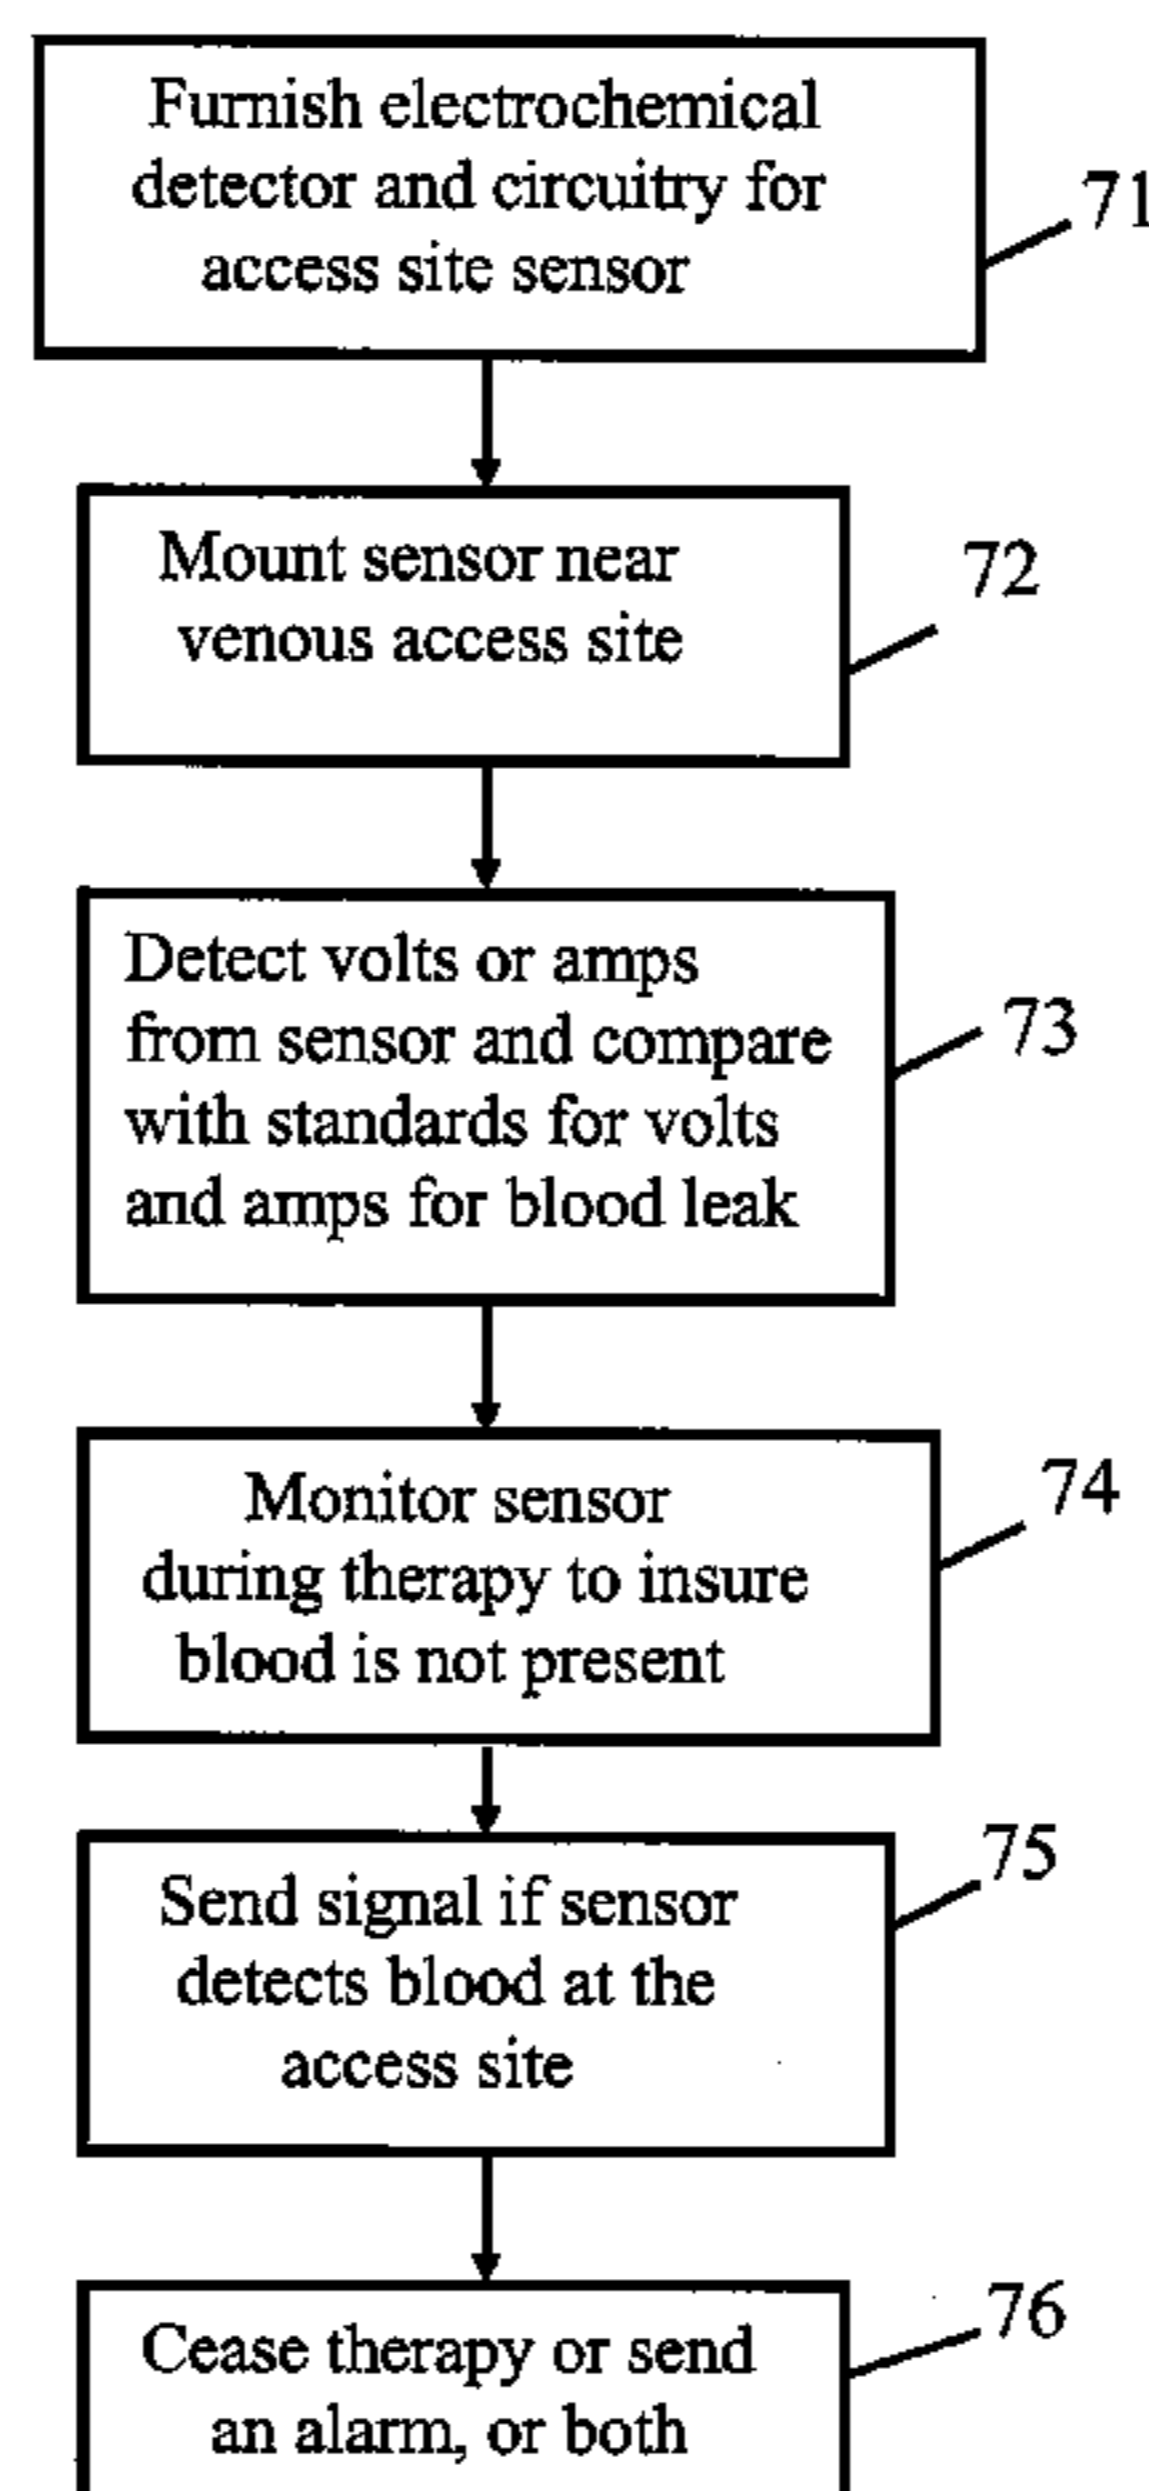 Furnish electrochemical
detector and circuitry for
access site sensor
71
Mount sensor near
venous access site
72
Detect volts or amps
from sensor and compare
with standards for volts
and amps for blood leak
73
Monitor sensor
during therapy to insure
blood is not present
74
Send signal if sensor
detects blood at the
access site
75
Cease therapy or send
an alarm, or both
76